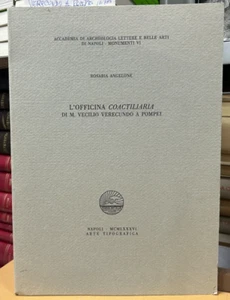 ACCADEMIA DI ARCHEOLOGIA LETTERE E BELLE ARTI
DI NAPOLI - MONUMENTI VI
ROSARIA ANGELONE
L'OFFICINA COACTILIARIA
DI M. VECILIO VERECUNDO A POMPEI
NAPOLI - MCMLXXXVI
ARTE TIPOGRAFICA